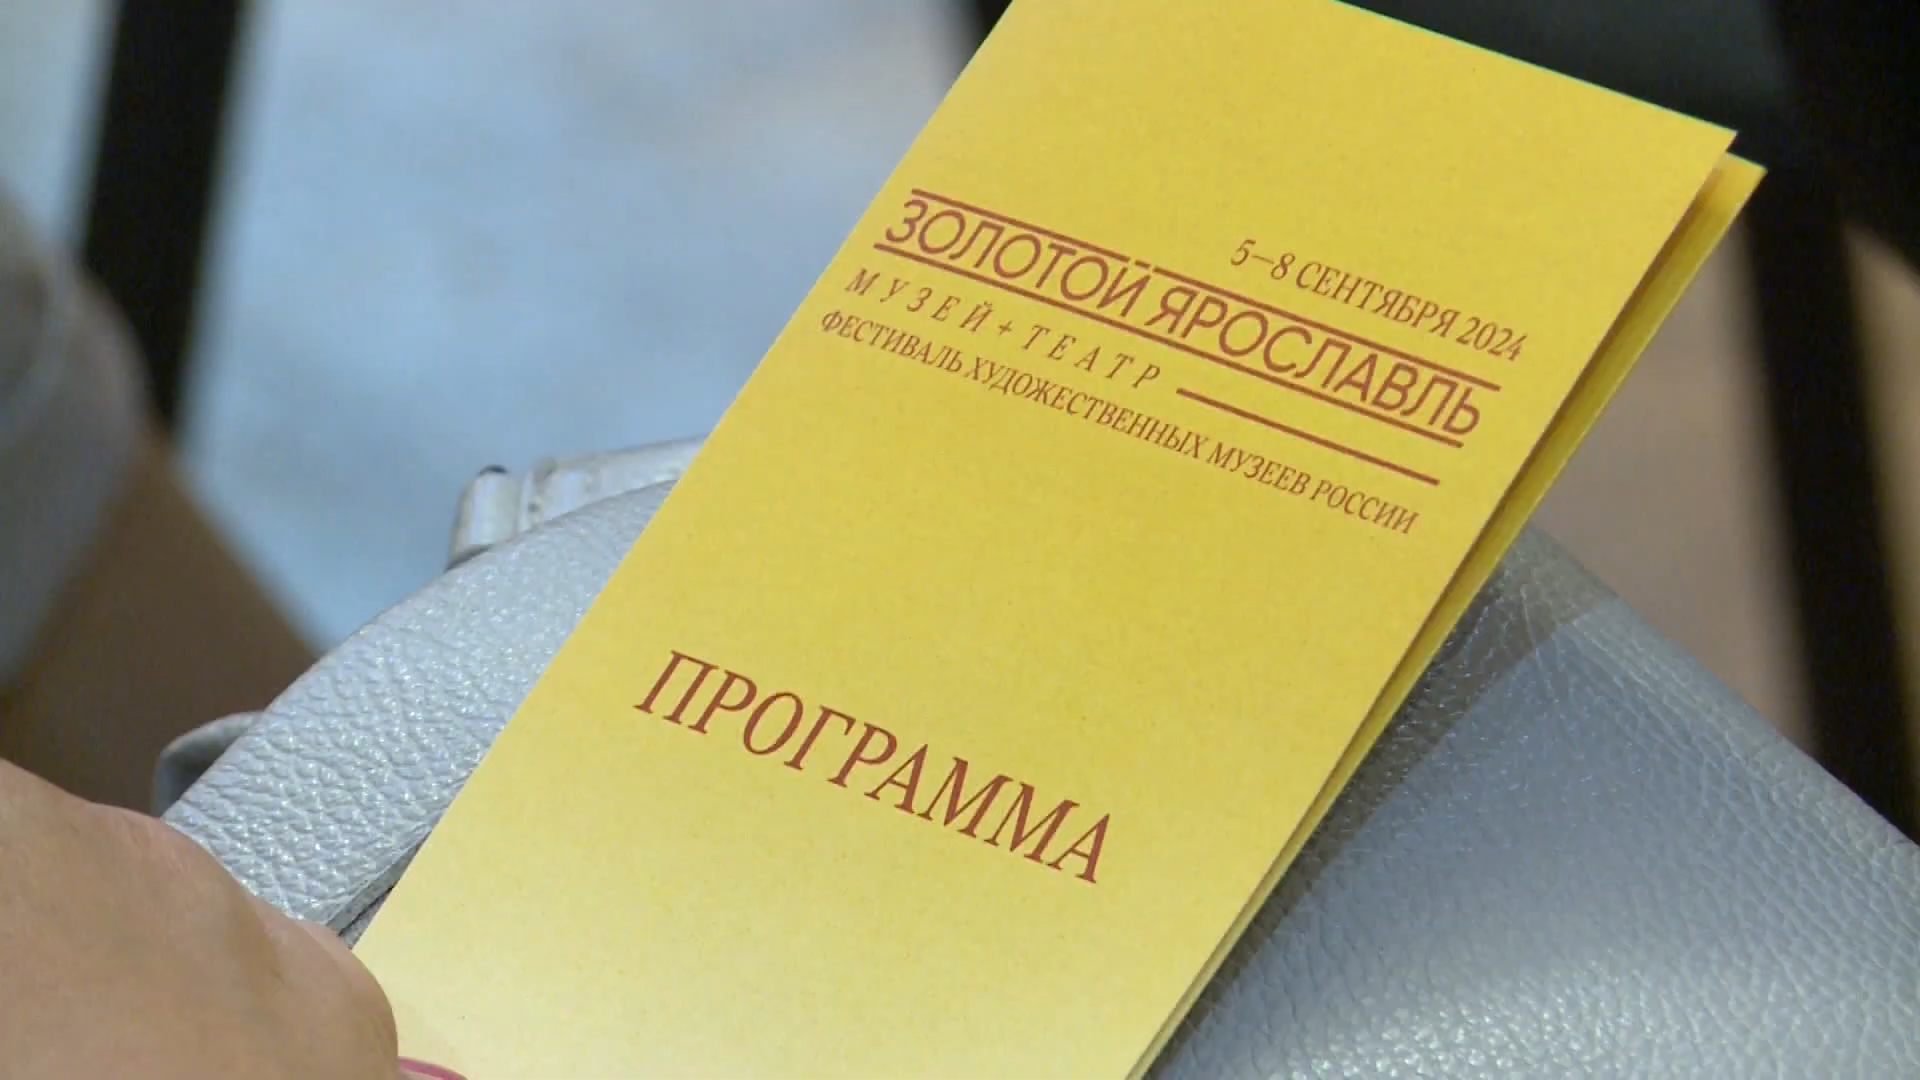 5–8 СЕНТЯБРЯ 2024
ЗОЛОТОЙ ЯРОСЛАВЛЬ
МУЗЕЙ + ТЕАТР
ФЕСТИВАЛЬ ХУДОЖЕСТВЕННЫХ МУЗЕЕВ РОССИИ
ПРОГРАММА